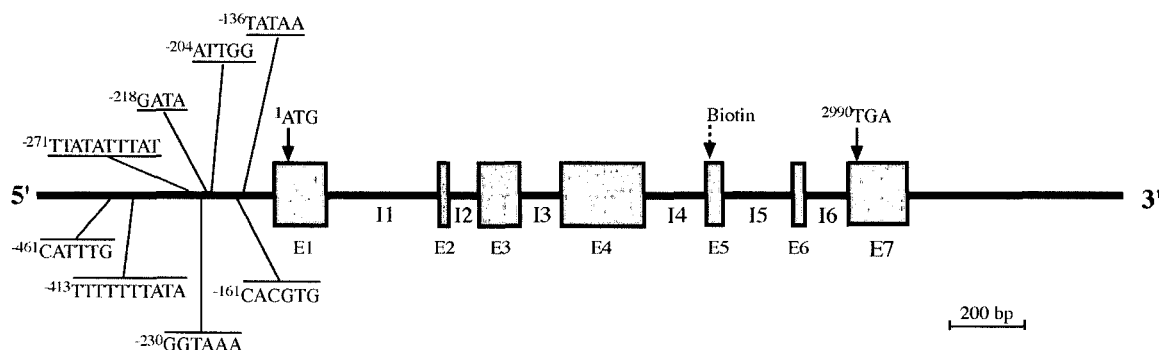 -136TATAA
-204ATTGG
-218GATA
-271TTATATTTAT
1ATG
Biotin
2990TGA
5'
3'
I1
I2
I3
I4
I5
I6
E1
E2
E3
E4
E5
E6
E7
-461CATTTG
-413TTTTTTTATA
-161CACGTG
-230GGTAAA
200 bp